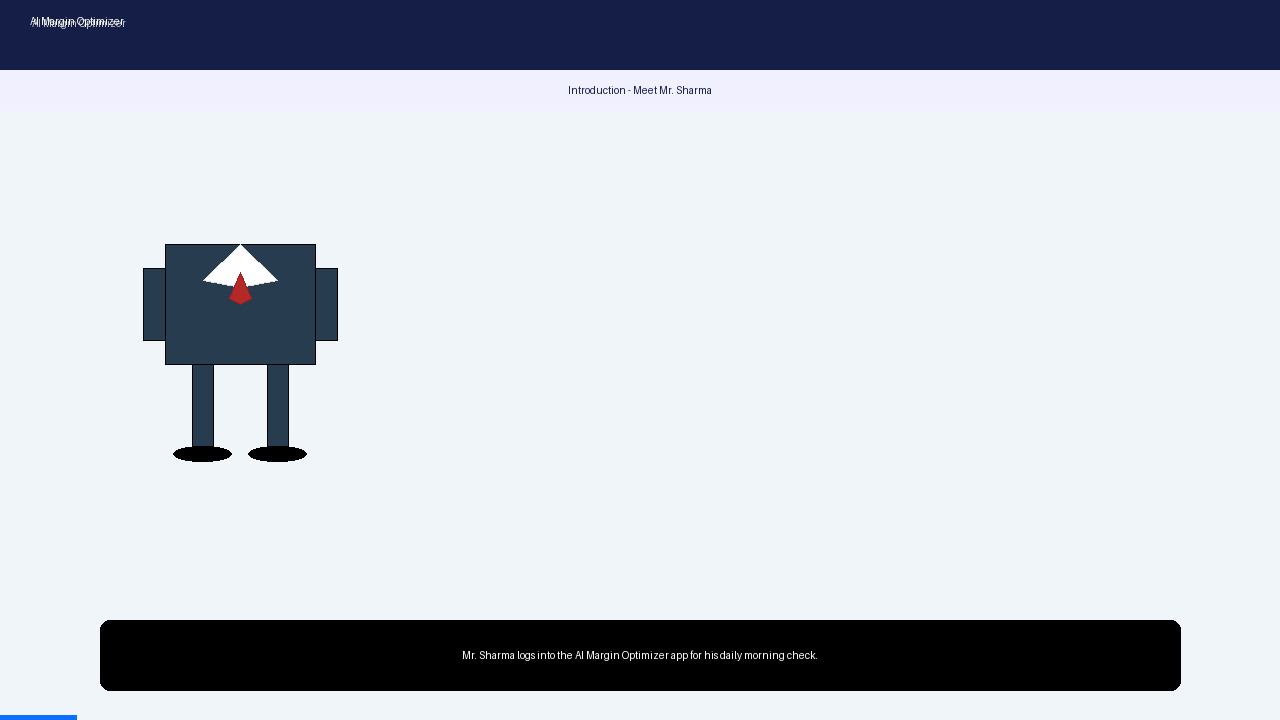 AI Margin Optimizer
Introduction - Meet Mr. Sharma
Mr. Sharma logs into the AI Margin Optimizer app for his daily morning check.